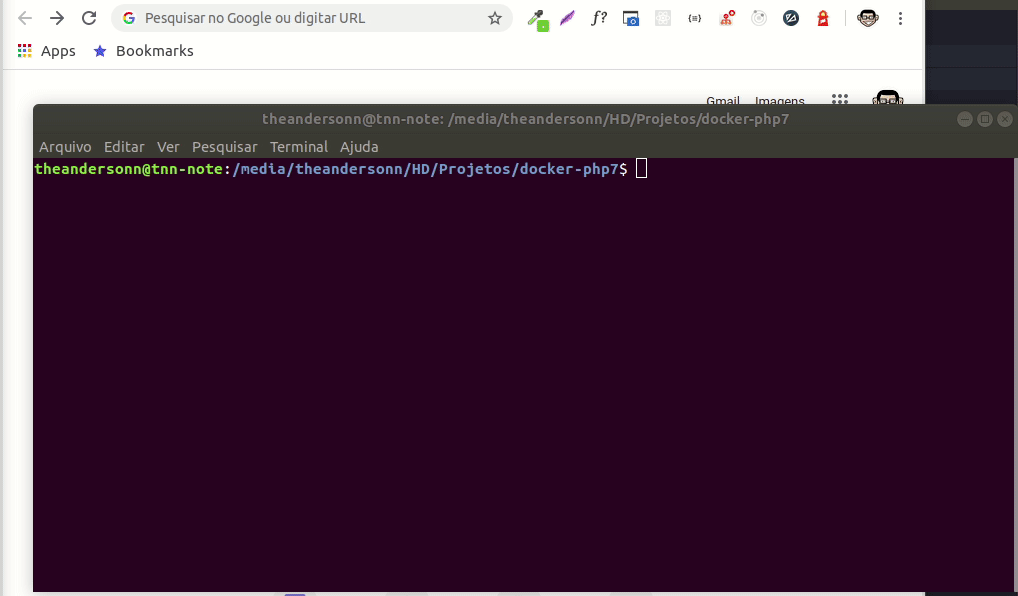 Pesquisar no Google ou digitar URL
f?
{≡}
Apps Bookmarks
Gmail Imagens
theandersonn@tnn-note: /media/theandersonn/HD/Projetos/docker-php7
Arquivo Editar Ver Pesquisar Terminal Ajuda
theandersonn@tnn-note:/media/theandersonn/HD/Projetos/docker-php7$